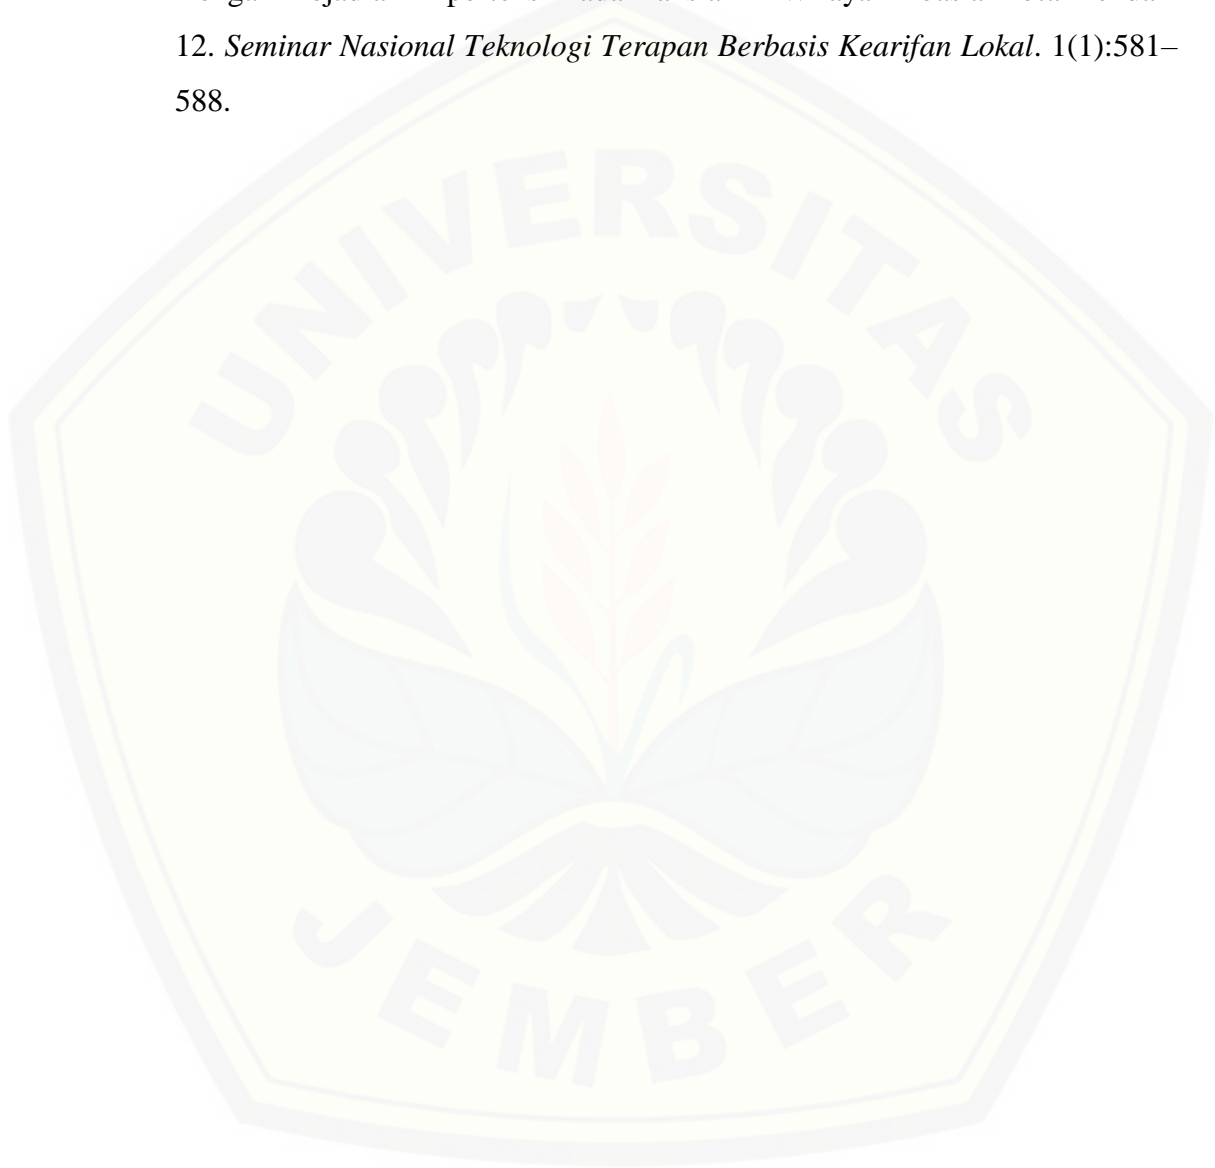 12. Seminar Nasional Teknologi Terapan Berbasis Kearifan Lokal. 1(1):581–
588.
UNIVERSITAS
JEMBER